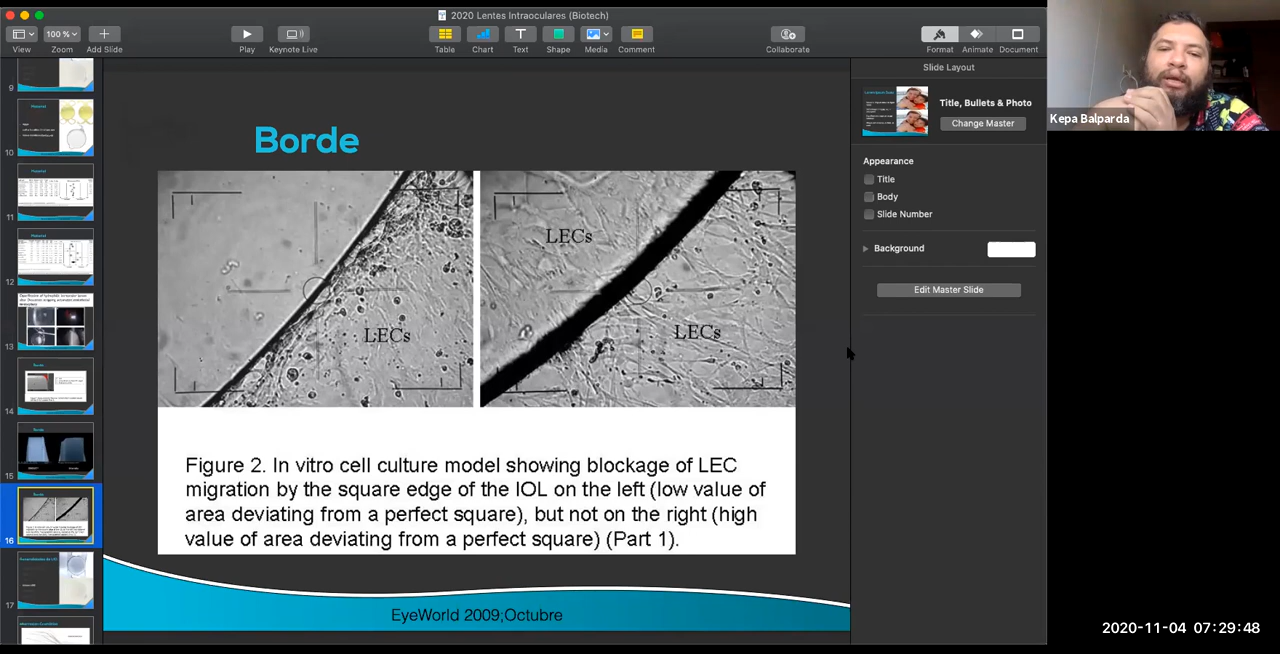 2020 Lentes Intraoculares (Biotech)
100 %
View
Zoom
Add Slide
Play
Keynote Live
Table
Chart
Text
Shape
Media
Comment
Collaborate
Format
Animate
Document
9
10
11
12
13
14
15
16
17
Borde
LECs
LECs
LECs
Figure 2. In vitro cell culture model showing blockage of LEC
migration by the square edge of the IOL on the left (low value of
area deviating from a perfect square), but not on the right (high
value of area deviating from a perfect square) (Part 1).
EyeWorld 2009;Octubre
Slide Layout
Title, Bullets & Photo
Change Master
Appearance
Title
Body
Slide Number
Background
Edit Master Slide
Kepa Balparda
2020-11-04 07:29:48